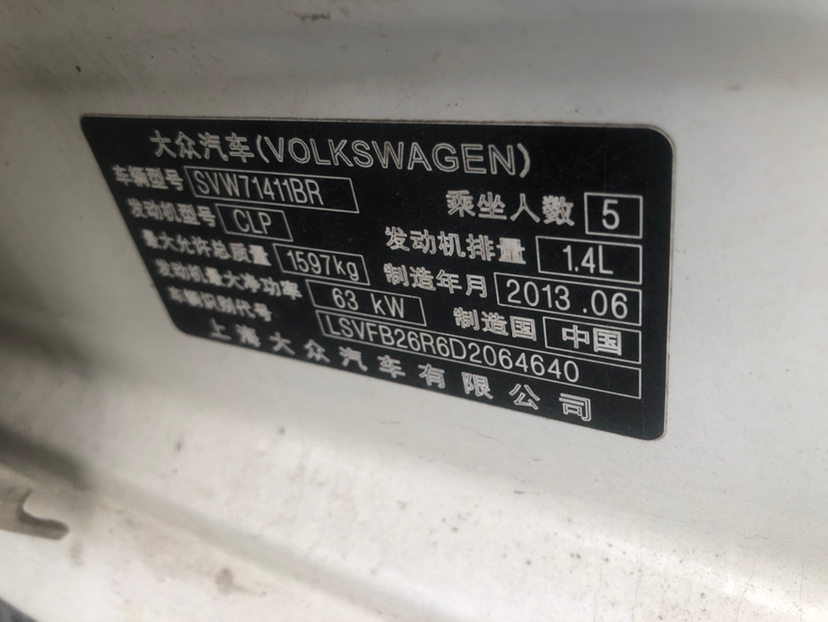 大众汽车(VOLKSWAGEN)
车辆型号 SVW71411BR 乘坐人数 5
发动机型号 CLP 发动机排量 1.4L
最大允许总质量 1597kg 制造年月 2013.06
发动机最大净功率 63 kW 制造国 中国
车辆识别代号 LSVFB26R6D2064640
上海大众汽车有限公司